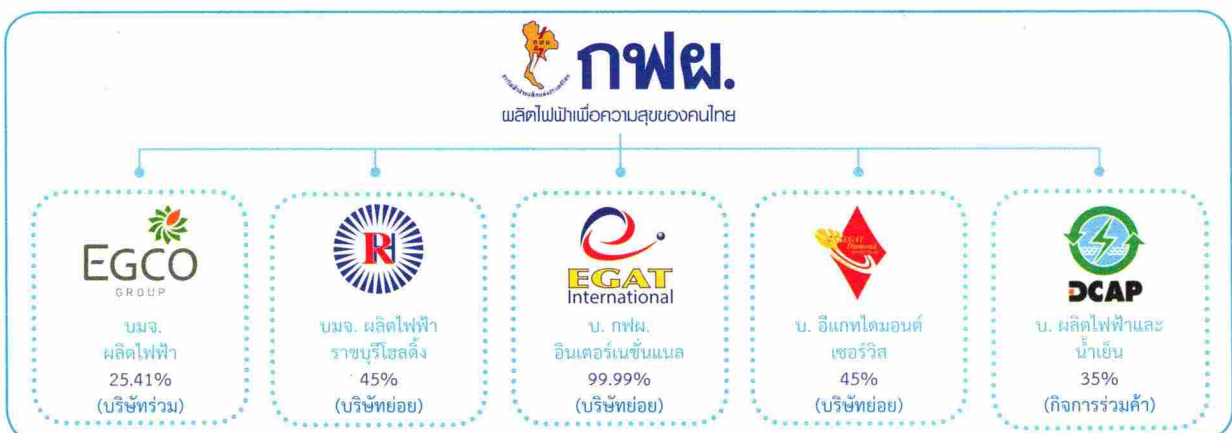 กฟผ.
กฟผ.
ผลิตไฟฟ้าเพื่อความสุขของคนไทย
EGCO
GROUP
บมจ.
ผลิตไฟฟ้า
25.41%
(บริษัทร่วม)
R
บมจ. ผลิตไฟฟ้า
ราชบุรีโฮลดิ้ง
45%
(บริษัทย่อย)
EGAT
International
บ. กฟผ.
อินเตอร์เนชั่นแนล
99.99%
(บริษัทย่อย)
EGAT
Diamond
บ. อีแกทไดมอนด์
เซอร์วิส
45%
(บริษัทย่อย)
DCAP
บ. ผลิตไฟฟ้าและ
น้ำเย็น
35%
(กิจการร่วมค้า)